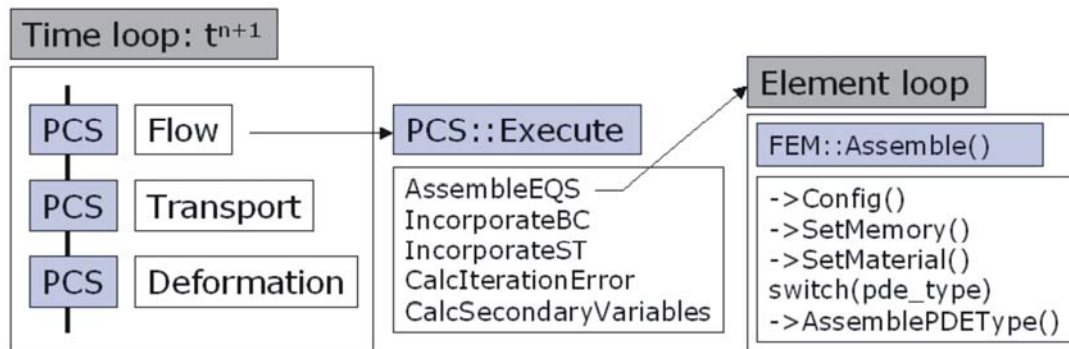 Time loop: tⁿ⁺¹
PCS Flow
PCS Transport
PCS Deformation
PCS::Execute
AssembleEQS
IncorporateBC
IncorporateST
CalcIterationError
CalcSecondaryVariables
Element loop
FEM::Assemble()
->Config()
->SetMemory()
->SetMaterial()
switch(pde_type)
->AssemblePDEType()